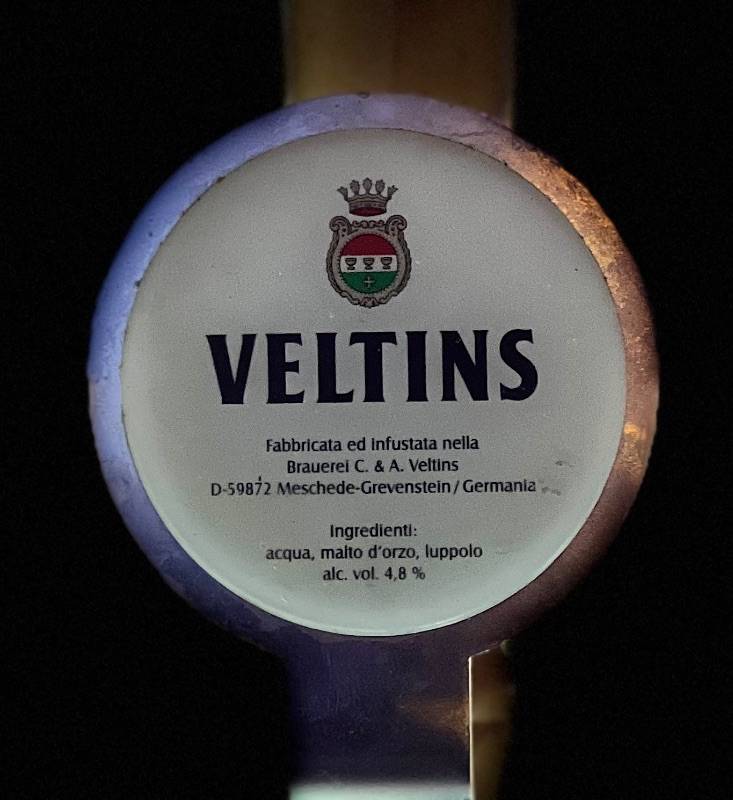 VELTINS
Fabbricata ed infustata nella
Brauerei C. & A. Veltins
D-59872 Meschede-Grevenstein / Germania
Ingredienti:
acqua, malto d'orzo, luppolo
alc. vol. 4,8 %